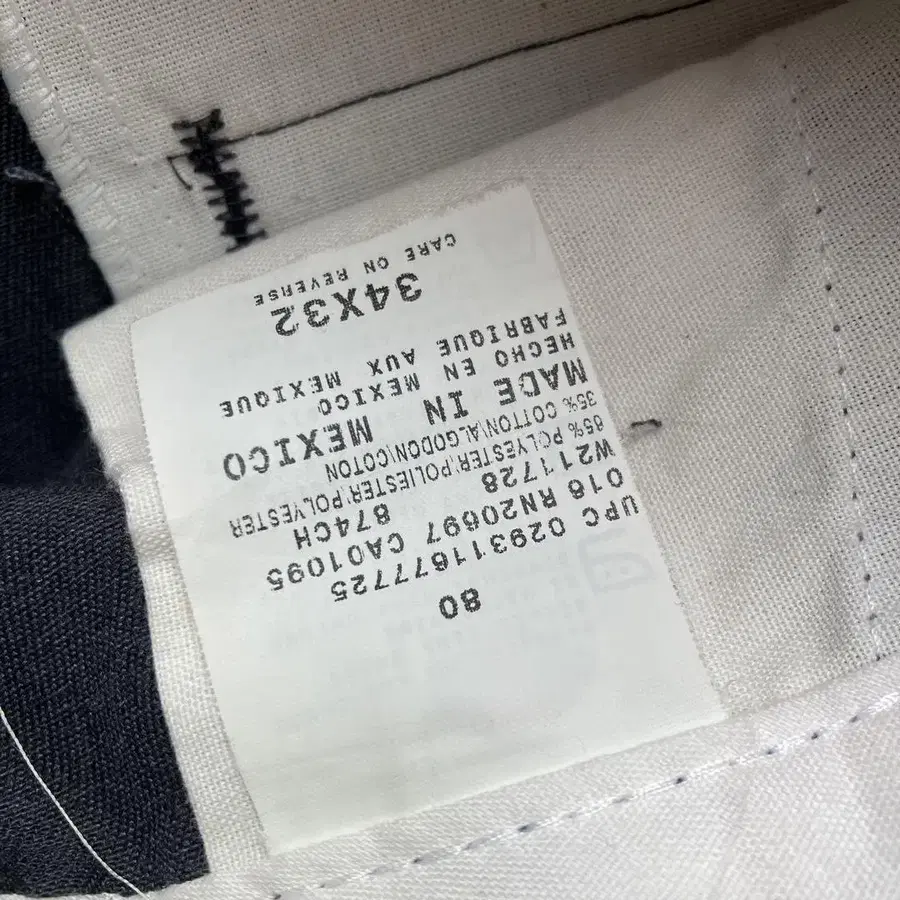 80
UPC 029311677725
016 RN20697 CA01095
W211728 874CH
65% POLYESTER\POLIESTER\POLYESTER
35% COTTON\ALGODON\COTON
MADE IN MEXICO
HECHO EN MEXICO
FABRIQUE AUX MEXIQUE
34X32
CARE ON REVERSE